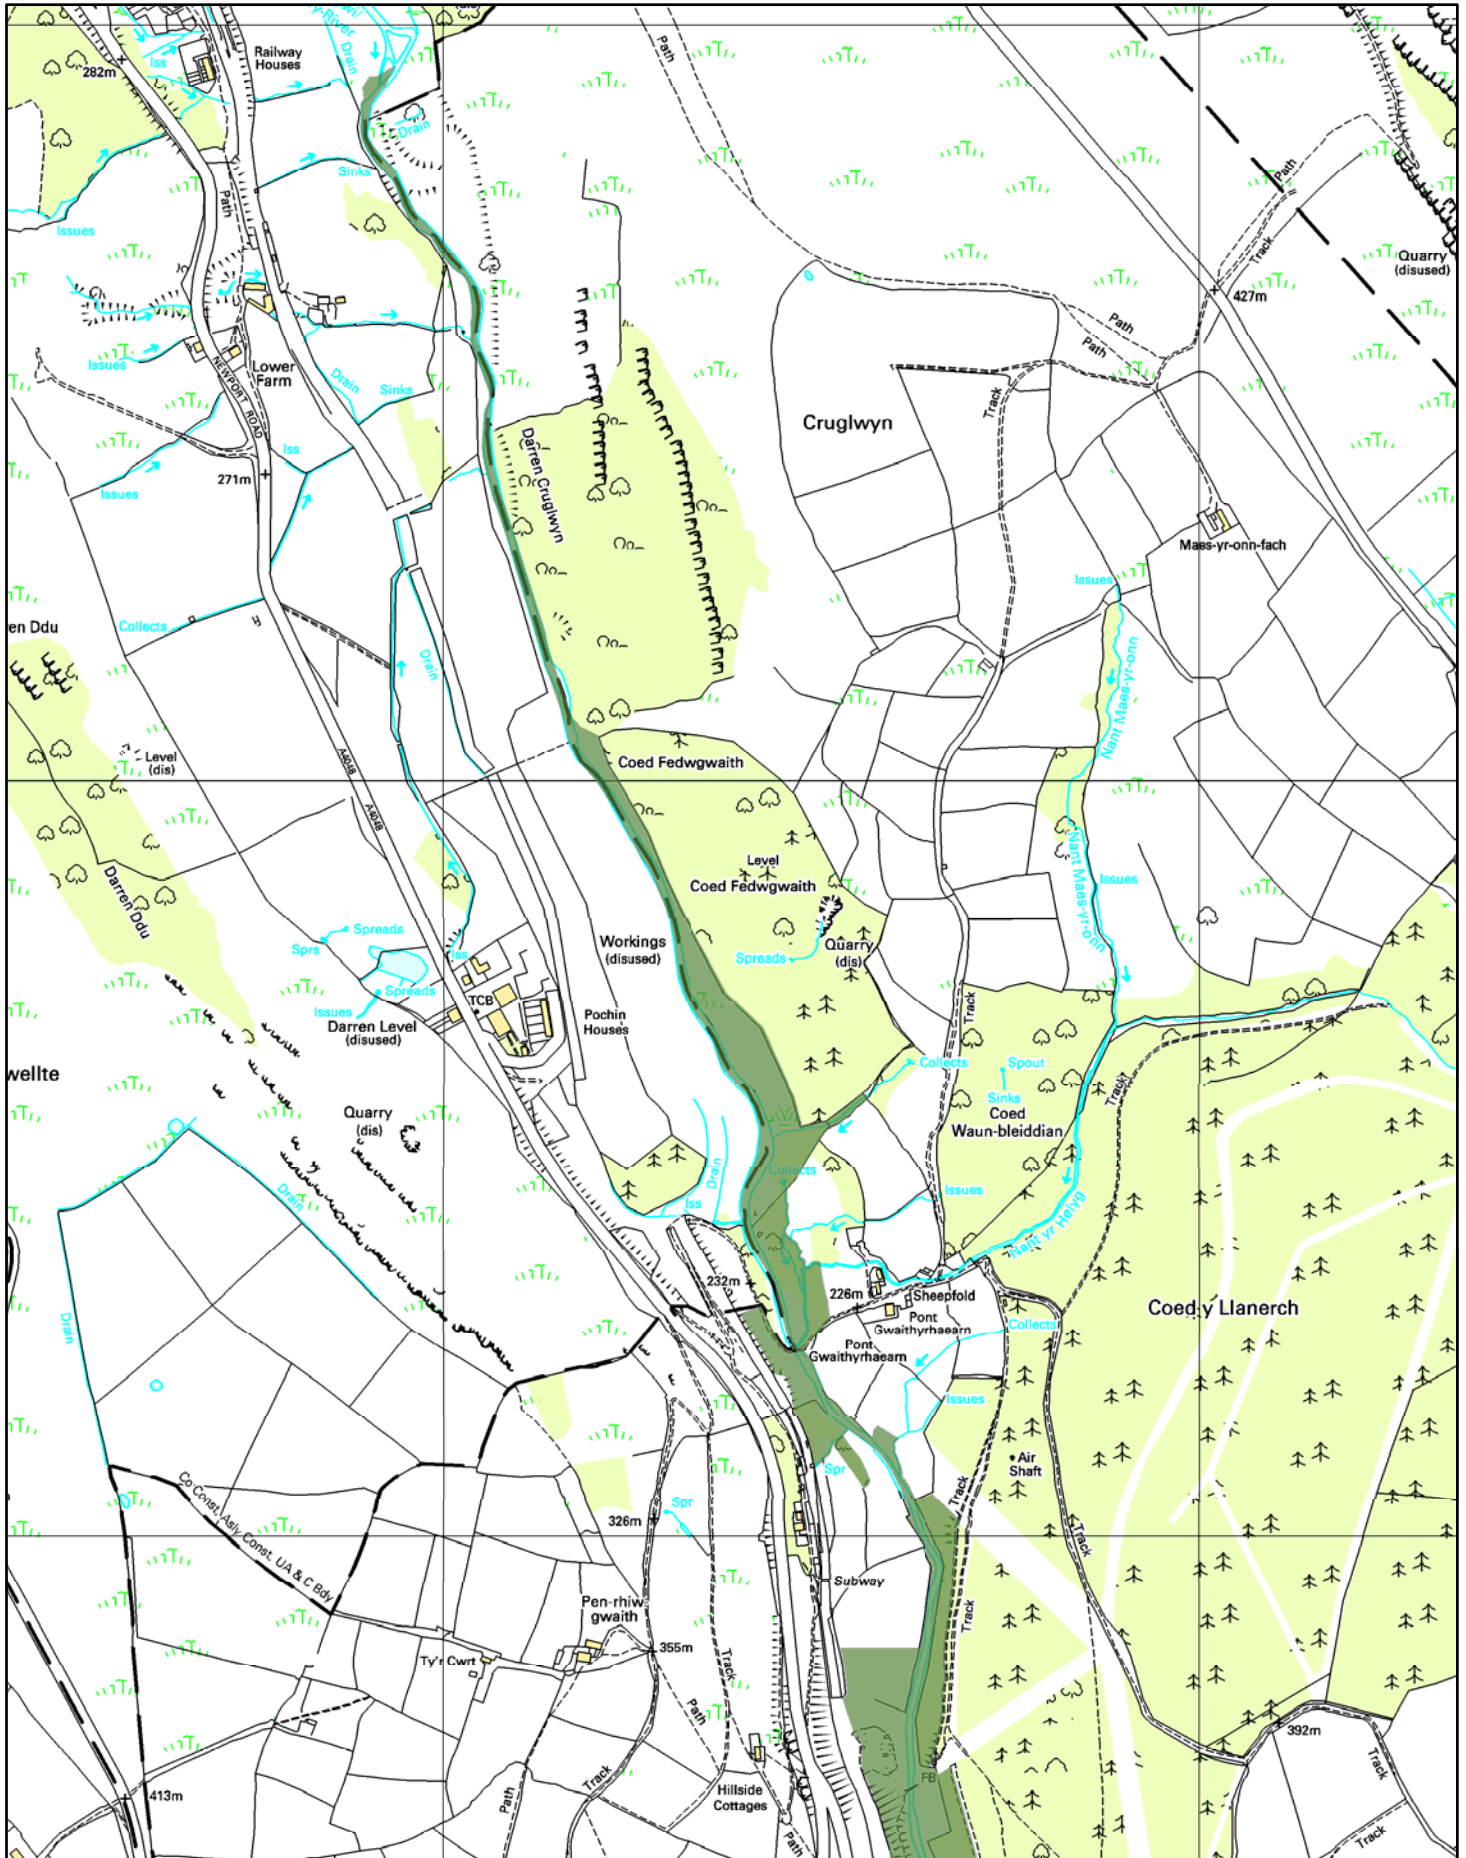 wi/
y-River
Drain
Path
Railway
Houses
Iss
282m
Drain
Sinks
Path
Issues
Path
Track
Quarry
(disused)
427m
Path
Path
Issues
Lower
Farm
NEWPORT ROAD
Drain
Sinks
Track
Cruglwyn
Darren Cruglwyn
Iss
271m
Issues
Maes-yr-onn-fach
Issues
en Ddu
Collects
Drain
Nant Maes-yr-onn
Level
(dis)
A4048
Coed Fedwgwaith
A4048
Nant Maes-yr-onn
Level
Coed Fedwgwaith
Issues
Darren Ddu
Spreads
Sprs
Iss
Workings
(disused)
Spreads
Quarry
(dis)
Spreads
TCB
Issues
Darren Level
(disused)
Pochin
Houses
Track
wellte
Collects
Spout
Sinks
Coed
Waun-bleiddian
Track
Quarry
(dis)
Drain
Drain
Collects
Iss
Issues
Nant yr Helyg
232m
226m
Sheepfold
Pont
Gwaithyrhaearn
Pont
Gwaithyrhaearn
Collects
Coed y Llanerch
Drain
Issues
Air
Shaft
Spr
Track
Co Const, Asly Const, UA & C Bdy
Spr
326m
Track
Subway
Pen-rhiw-
gwaith
Track
355m
Ty'r Cwrt
Track
Path
392m
Track
413m
Path
Track
Hillside
Cottages
FB
Path
Track